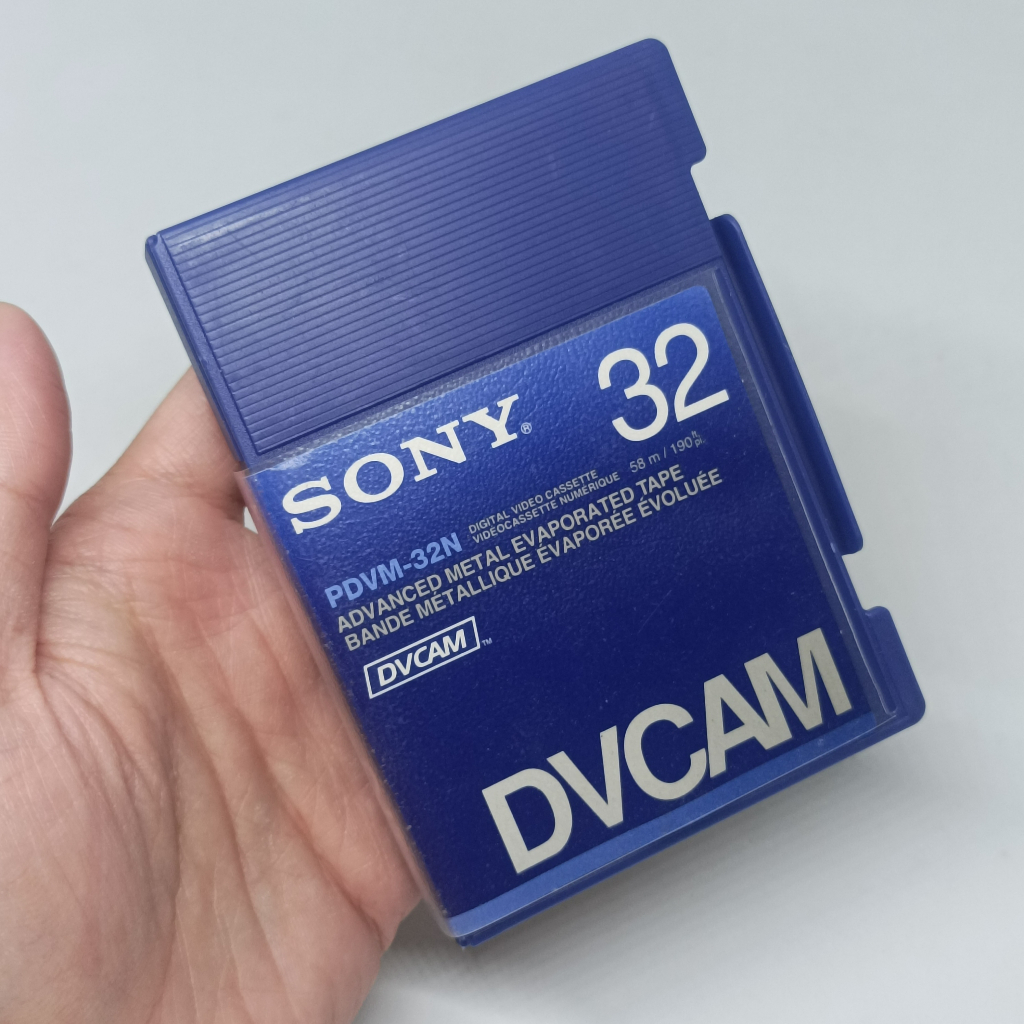 SONY® 32
PDVM-32N DIGITAL VIDEO CASSETTE 58 m / 190 ft.
VIDÉOCASSETTE NUMÉRIQUE pi.
ADVANCED METAL EVAPORATED TAPE
BANDE MÉTALLIQUE ÉVAPORÉE ÉVOLUÉE
DVCAM™
DVCAM